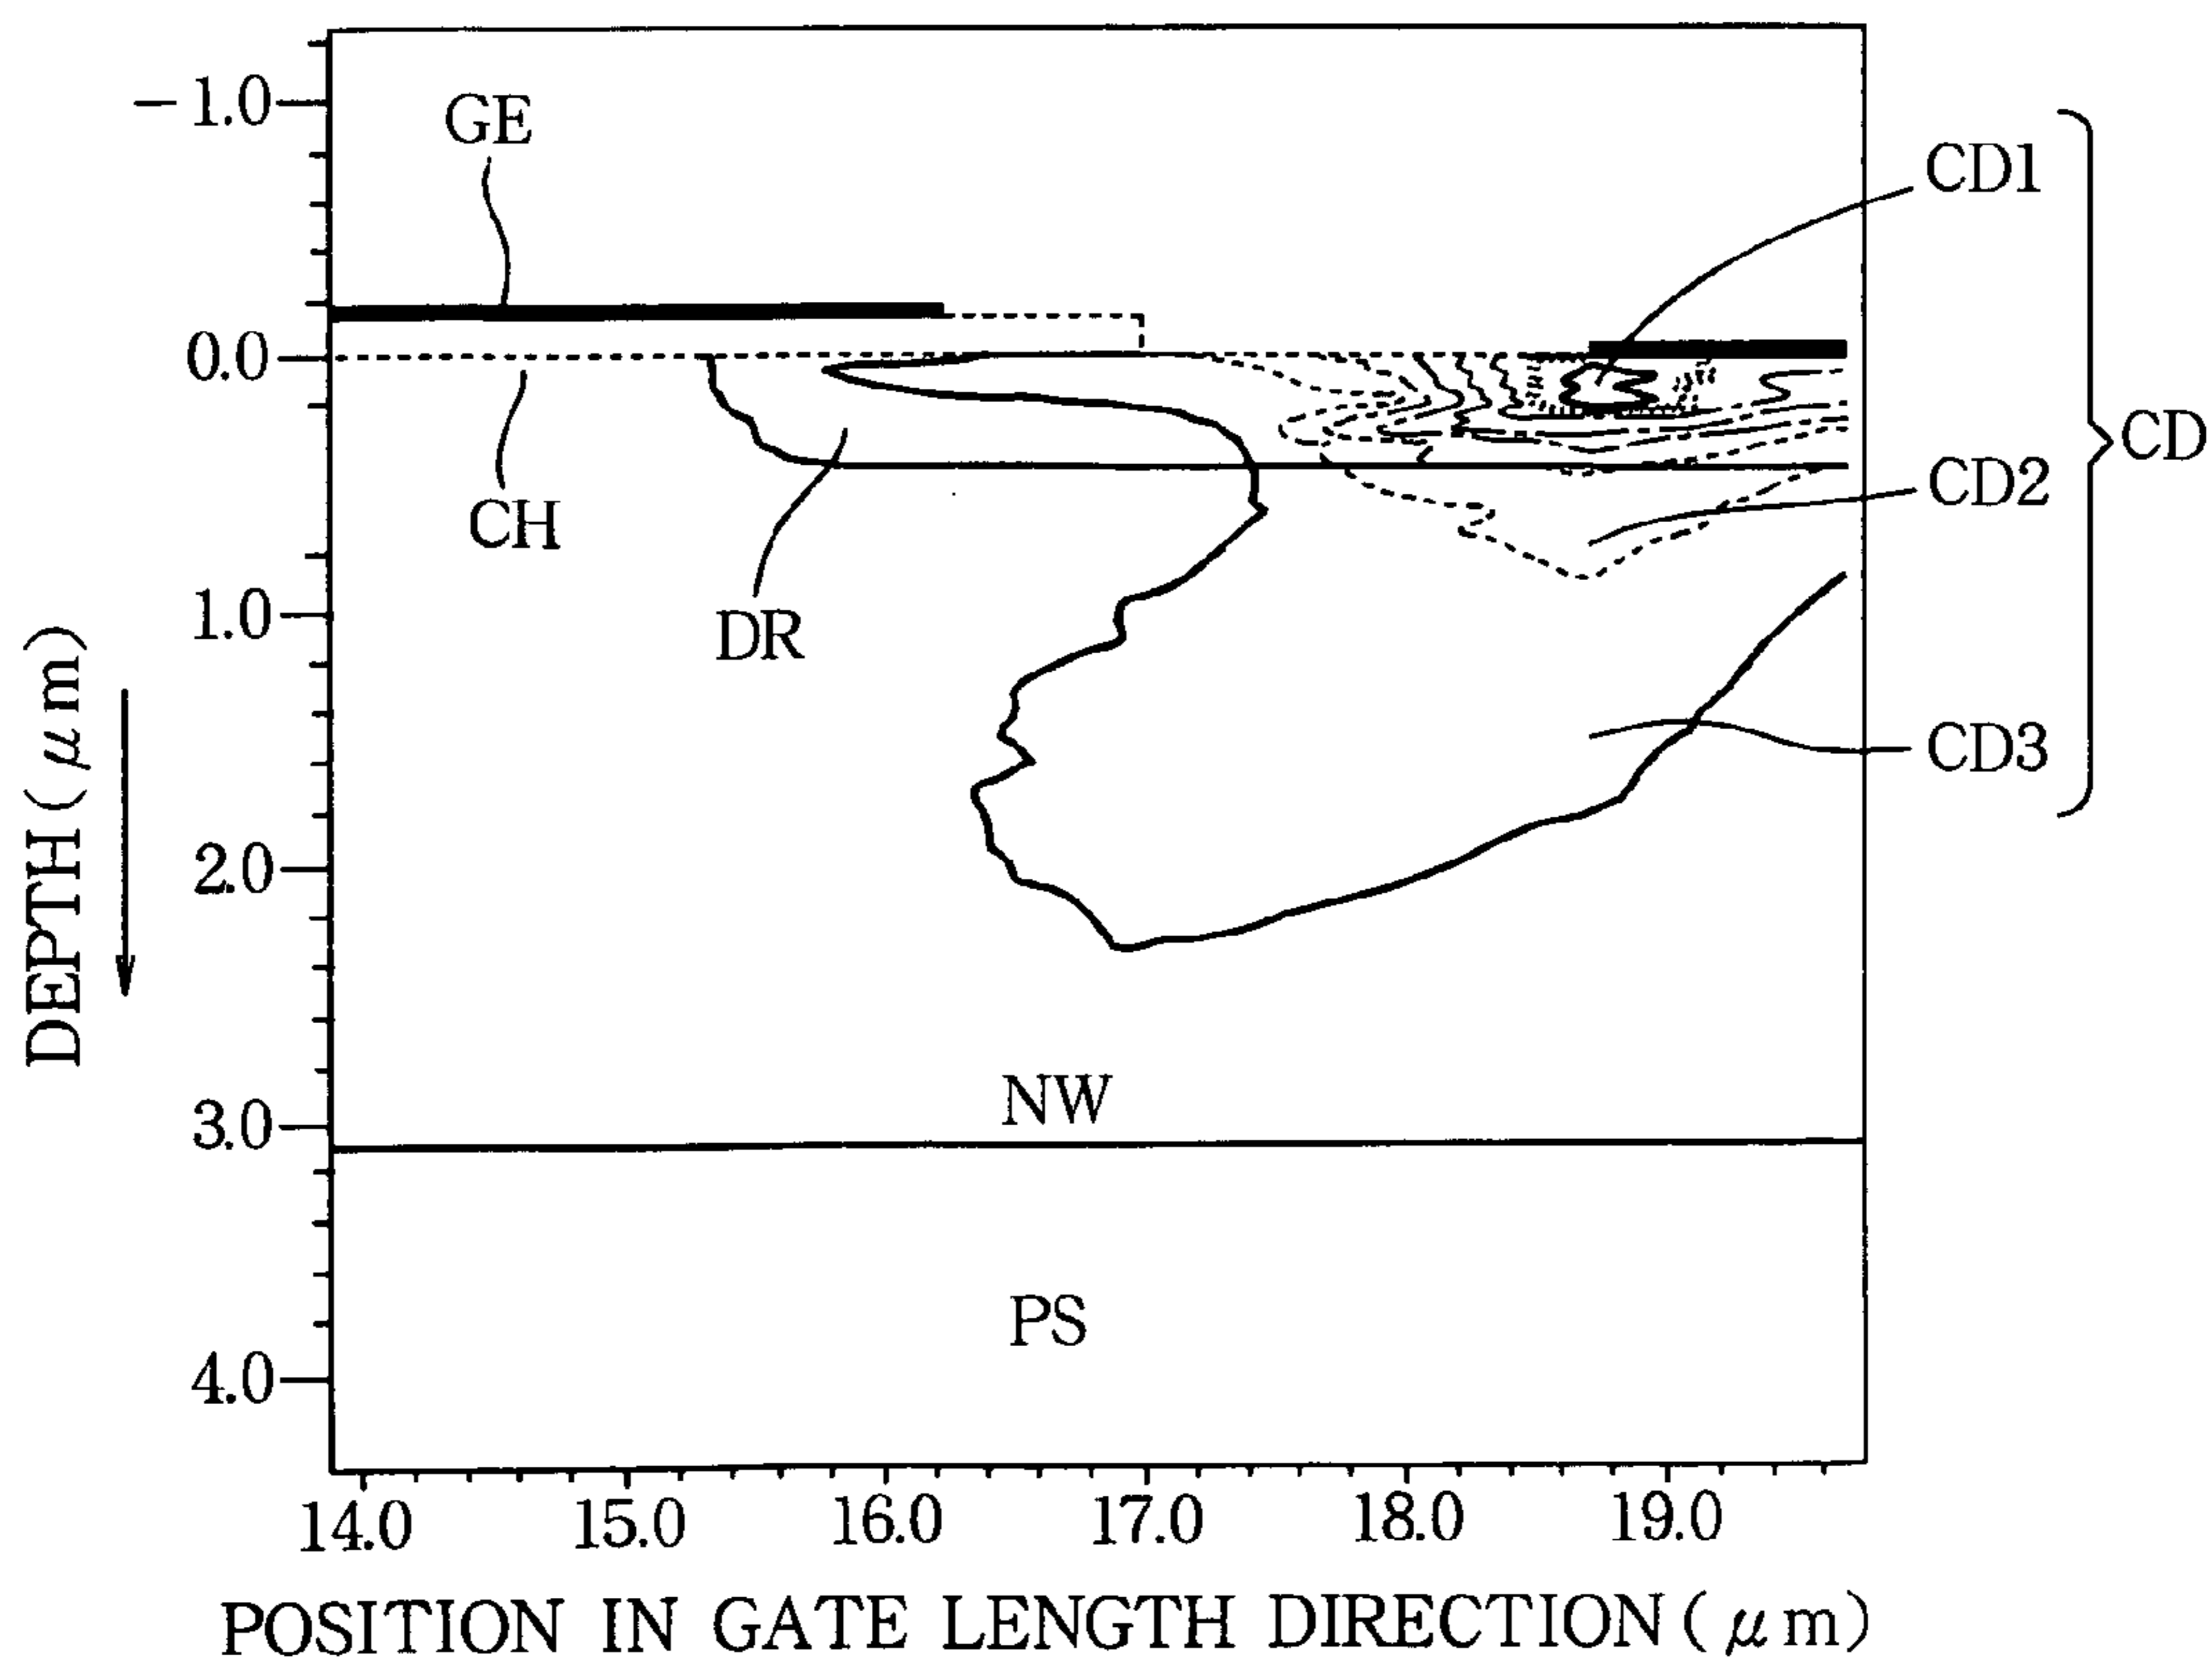 -1.0
GE
CD1
0.0
CD
CD2
CH
1.0
DR
CD3
2.0
NW
3.0
PS
4.0
DEPTH(μm)
14.0 15.0 16.0 17.0 18.0 19.0
POSITION IN GATE LENGTH DIRECTION(μm)